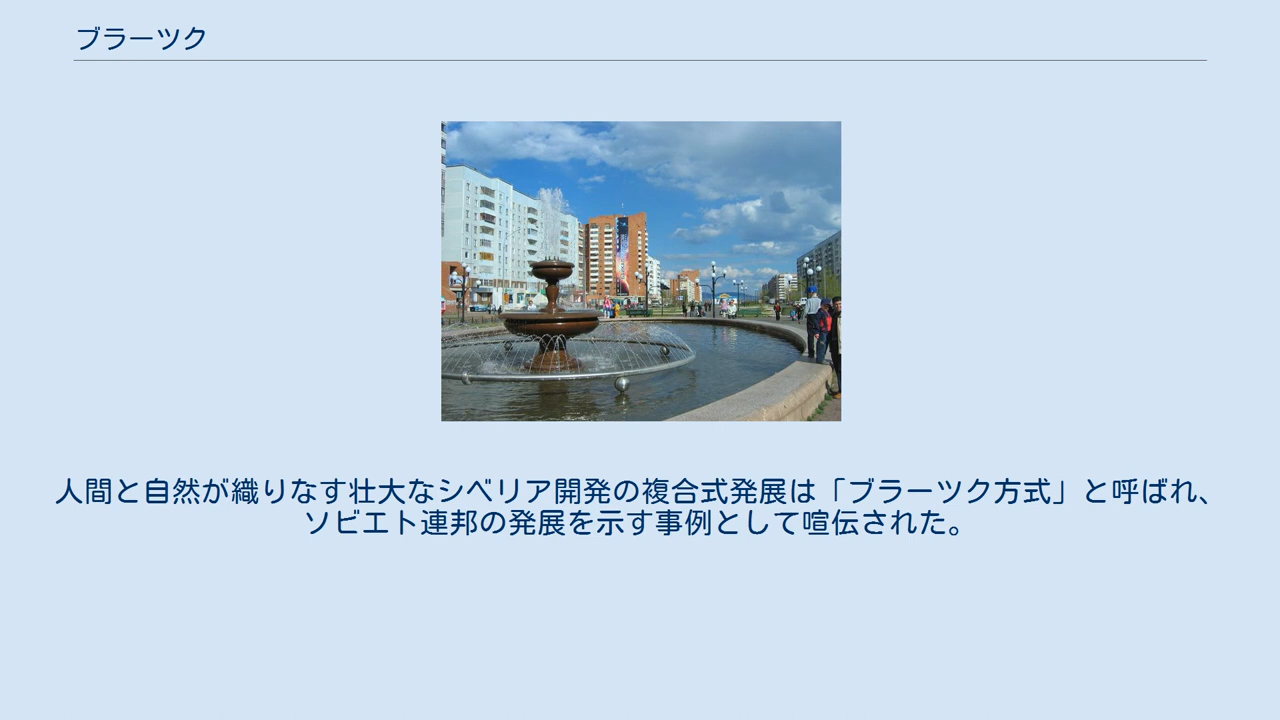 ブラーツク
人間と自然が織りなす壮大なシベリア開発の複合式発展は「ブラーツク方式」と呼ばれ、
ソビエト連邦の発展を示す事例として喧伝された。